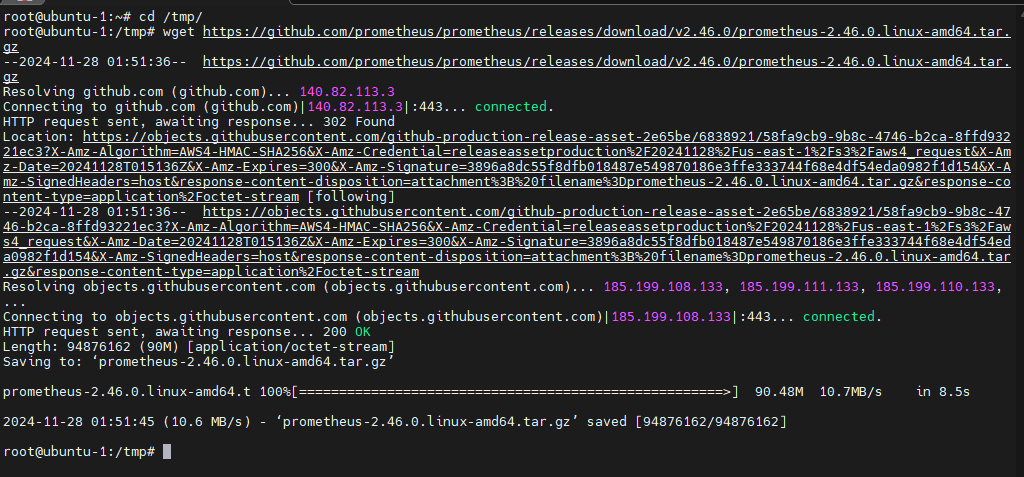 root@ubuntu-1:~# cd /tmp/
root@ubuntu-1:/tmp# wget https://github.com/prometheus/prometheus/releases/download/v2.46.0/prometheus-2.46.0.linux-amd64.tar.
gz
--2024-11-28 01:51:36--  https://github.com/prometheus/prometheus/releases/download/v2.46.0/prometheus-2.46.0.linux-amd64.tar.
gz
Resolving github.com (github.com)... 140.82.113.3
Connecting to github.com (github.com)|140.82.113.3|:443... connected.
HTTP request sent, awaiting response... 302 Found
Location: https://objects.githubusercontent.com/github-production-release-asset-2e65be/6838921/58fa9cb9-9b8c-4746-b2ca-8ffd932
21ec3?X-Amz-Algorithm=AWS4-HMAC-SHA256&X-Amz-Credential=releaseassetproduction%2F20241128%2Fus-east-1%2Fs3%2Faws4_request&X-Am
z-Date=20241128T015136Z&X-Amz-Expires=300&X-Amz-Signature=3896a8dc55f8dfb018487e549870186e3ffe333744f68e4df54eda0982f1d154&X-A
mz-SignedHeaders=host&response-content-disposition=attachment%3B%20filename%3Dprometheus-2.46.0.linux-amd64.tar.gz&response-co
ntent-type=application%2Foctet-stream [following]
--2024-11-28 01:51:36--  https://objects.githubusercontent.com/github-production-release-asset-2e65be/6838921/58fa9cb9-9b8c-47
46-b2ca-8ffd93221ec3?X-Amz-Algorithm=AWS4-HMAC-SHA256&X-Amz-Credential=releaseassetproduction%2F20241128%2Fus-east-1%2Fs3%2Faw
s4_request&X-Amz-Date=20241128T015136Z&X-Amz-Expires=300&X-Amz-Signature=3896a8dc55f8dfb018487e549870186e3ffe333744f68e4df54ed
a0982f1d154&X-Amz-SignedHeaders=host&response-content-disposition=attachment%3B%20filename%3Dprometheus-2.46.0.linux-amd64.tar
.gz&response-content-type=application%2Foctet-stream
Resolving objects.githubusercontent.com (objects.githubusercontent.com)... 185.199.108.133, 185.199.111.133, 185.199.110.133,
...
Connecting to objects.githubusercontent.com (objects.githubusercontent.com)|185.199.108.133|:443... connected.
HTTP request sent, awaiting response... 200 OK
Length: 94876162 (90M) [application/octet-stream]
Saving to: ‘prometheus-2.46.0.linux-amd64.tar.gz’
prometheus-2.46.0.linux-amd64.t 100%[=====================================================>]  90.48M  10.7MB/s    in 8.5s
2024-11-28 01:51:45 (10.6 MB/s) - ‘prometheus-2.46.0.linux-amd64.tar.gz’ saved [94876162/94876162]
root@ubuntu-1:/tmp#